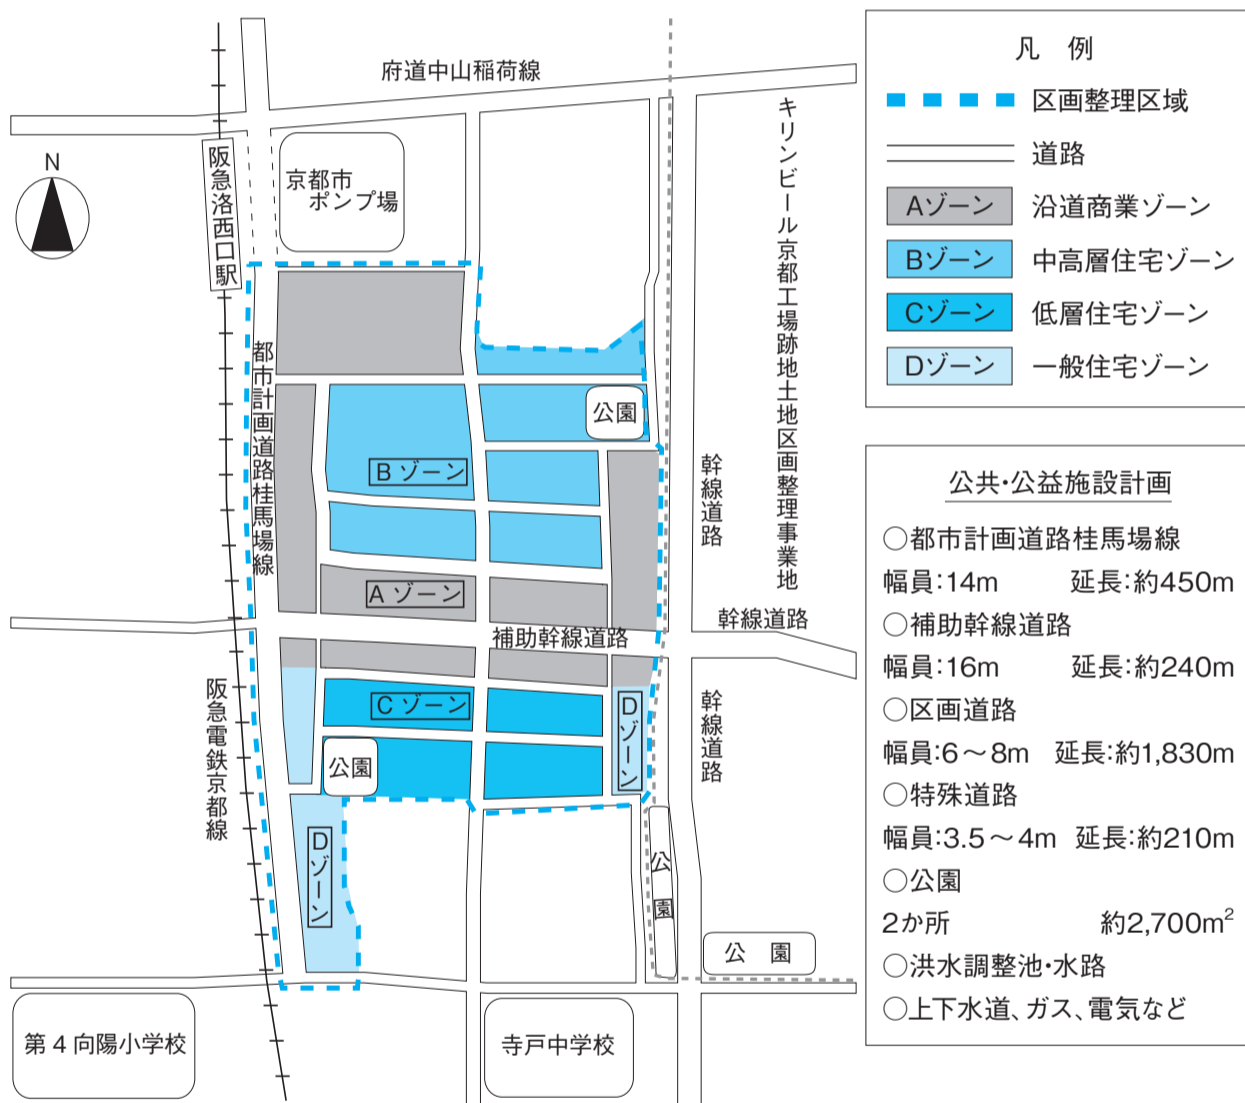 府道中山稲荷線
N
阪急洛西口駅
京都市
ポンプ場
キリンビール京都工場跡地土地区画整理事業地
都市計画道路桂馬場線
公園
Bゾーン
幹線道路
Aゾーン
幹線道路
補助幹線道路
阪急電鉄京都線
Cゾーン
Dゾーン
幹線道路
公園
Dゾーン
公園
公園
第4向陽小学校
寺戸中学校
凡 例
区画整理区域
道路
Aゾーン 沿道商業ゾーン
Bゾーン 中高層住宅ゾーン
Cゾーン 低層住宅ゾーン
Dゾーン 一般住宅ゾーン
公共・公益施設計画
○都市計画道路桂馬場線
幅員:14m 延長:約450m
○補助幹線道路
幅員:16m 延長:約240m
○区画道路
幅員:6～8m 延長:約1,830m
○特殊道路
幅員:3.5～4m 延長:約210m
○公園
2か所 約2,700m²
○洪水調整池・水路
○上下水道、ガス、電気など